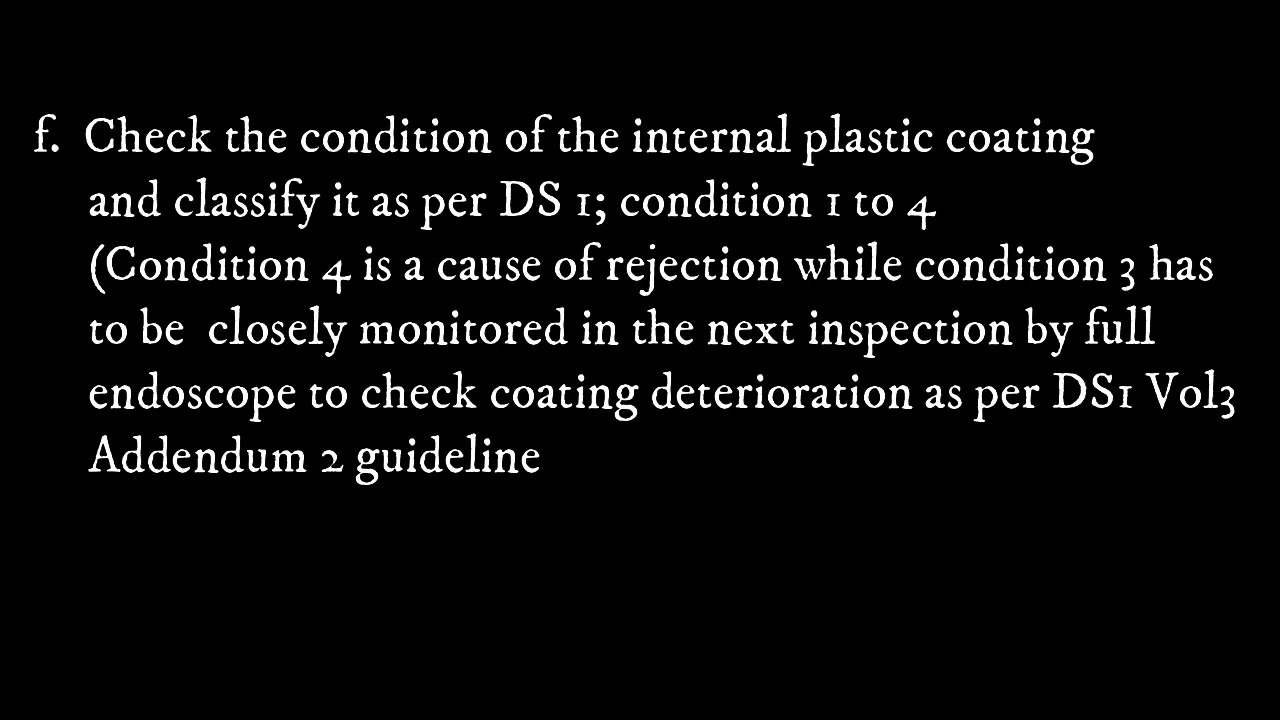 f. Check the condition of the internal plastic coating
and classify it as per DS 1; condition 1 to 4
(Condition 4 is a cause of rejection while condition 3 has
to be closely monitored in the next inspection by full
endoscope to check coating deterioration as per DS1 Vol3
Addendum 2 guideline